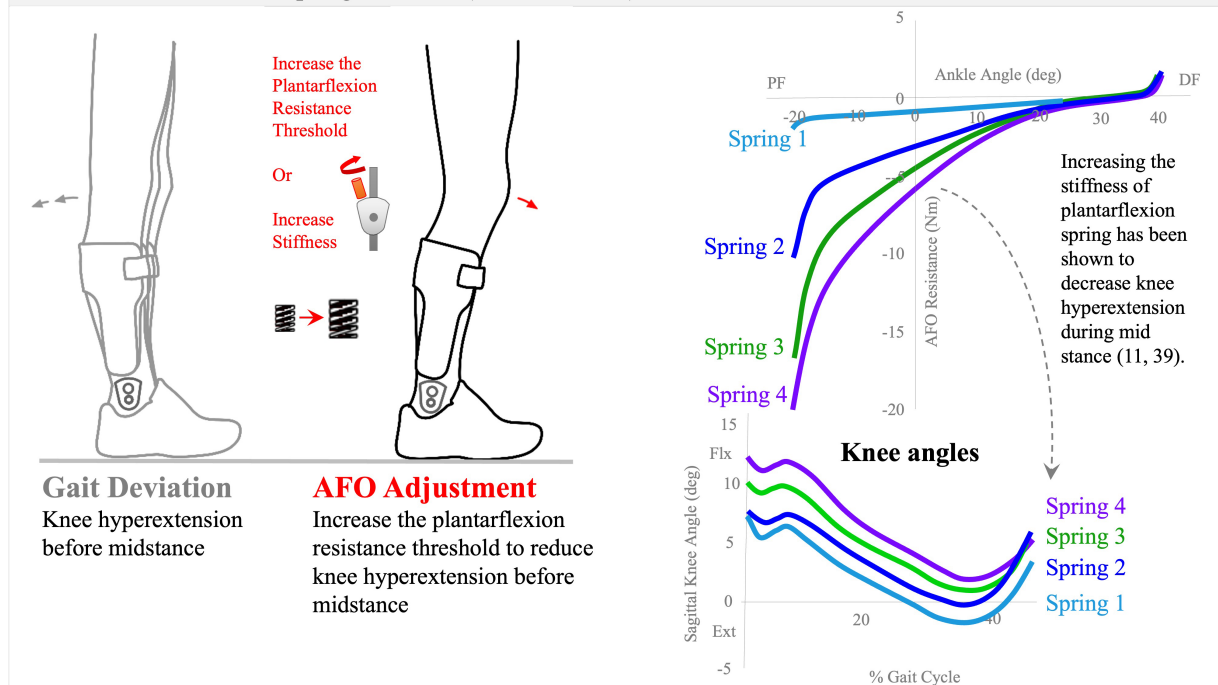 Increase the
Plantarflexion
Resistance
Threshold
Or
Increase
Stiffness
Gait Deviation
Knee hyperextension
before midstance
AFO Adjustment
Increase the plantarflexion
resistance threshold to reduce
knee hyperextension before
midstance
5
Ankle Angle (deg)
PF
DF
0
-20
-10
0
10
20
30
40
Spring 1
-5
Spring 2
-10
AFO Resistance (Nm)
-15
Spring 3
Spring 4
-20
Increasing the
stiffness of
plantarflexion
spring has been
shown to
decrease knee
hyperextension
during mid
stance (11, 39).
Knee angles
15
Flx
10
5
0
Ext
-5
Sagittal Knee Angle (deg)
20
40
% Gait Cycle
Spring 4
Spring 3
Spring 2
Spring 1